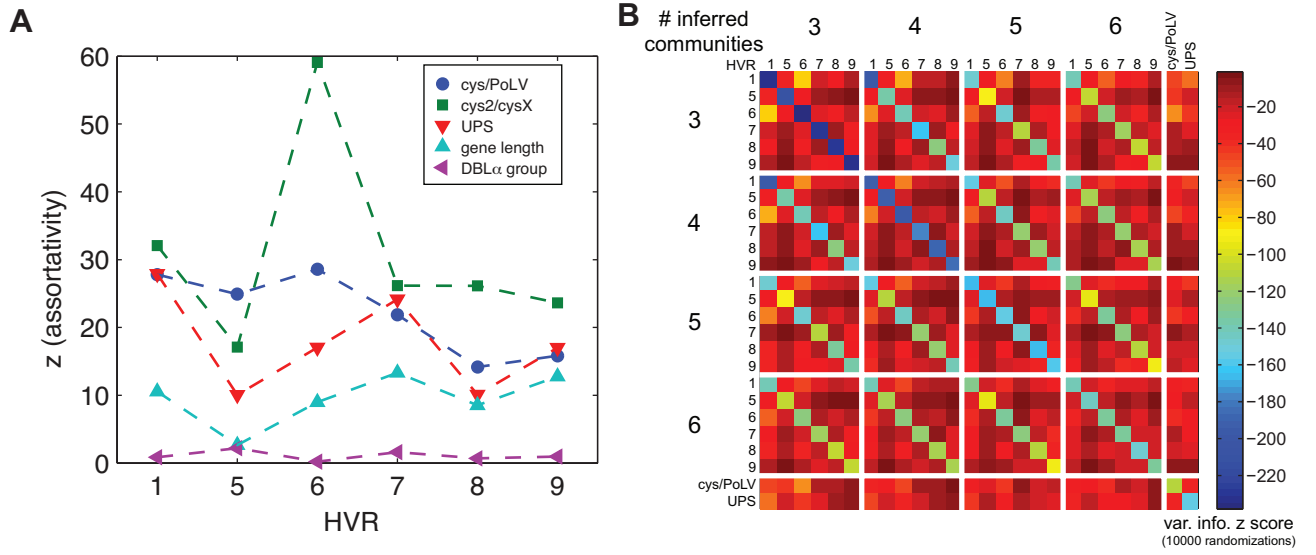 A
z (assortativity)
60
50
40
30
20
10
0
cys/PoLV
cys2/cysX
UPS
gene length
DBLα group
1 5 6 7 8 9
HVR
B
# inferred communities
3 4 5 6
cys/PoLV
UPS
HVR
1 5 6 7 8 9 1 5 6 7 8 9 1 5 6 7 8 9 1 5 6 7 8 9
3
1
5
6
7
8
9
4
1
5
6
7
8
9
5
1
5
6
7
8
9
6
1
5
6
7
8
9
cys/PoLV
UPS
-20
-40
-60
-80
-100
-120
-140
-160
-180
-200
-220
var. info. z score
(10000 randomizations)